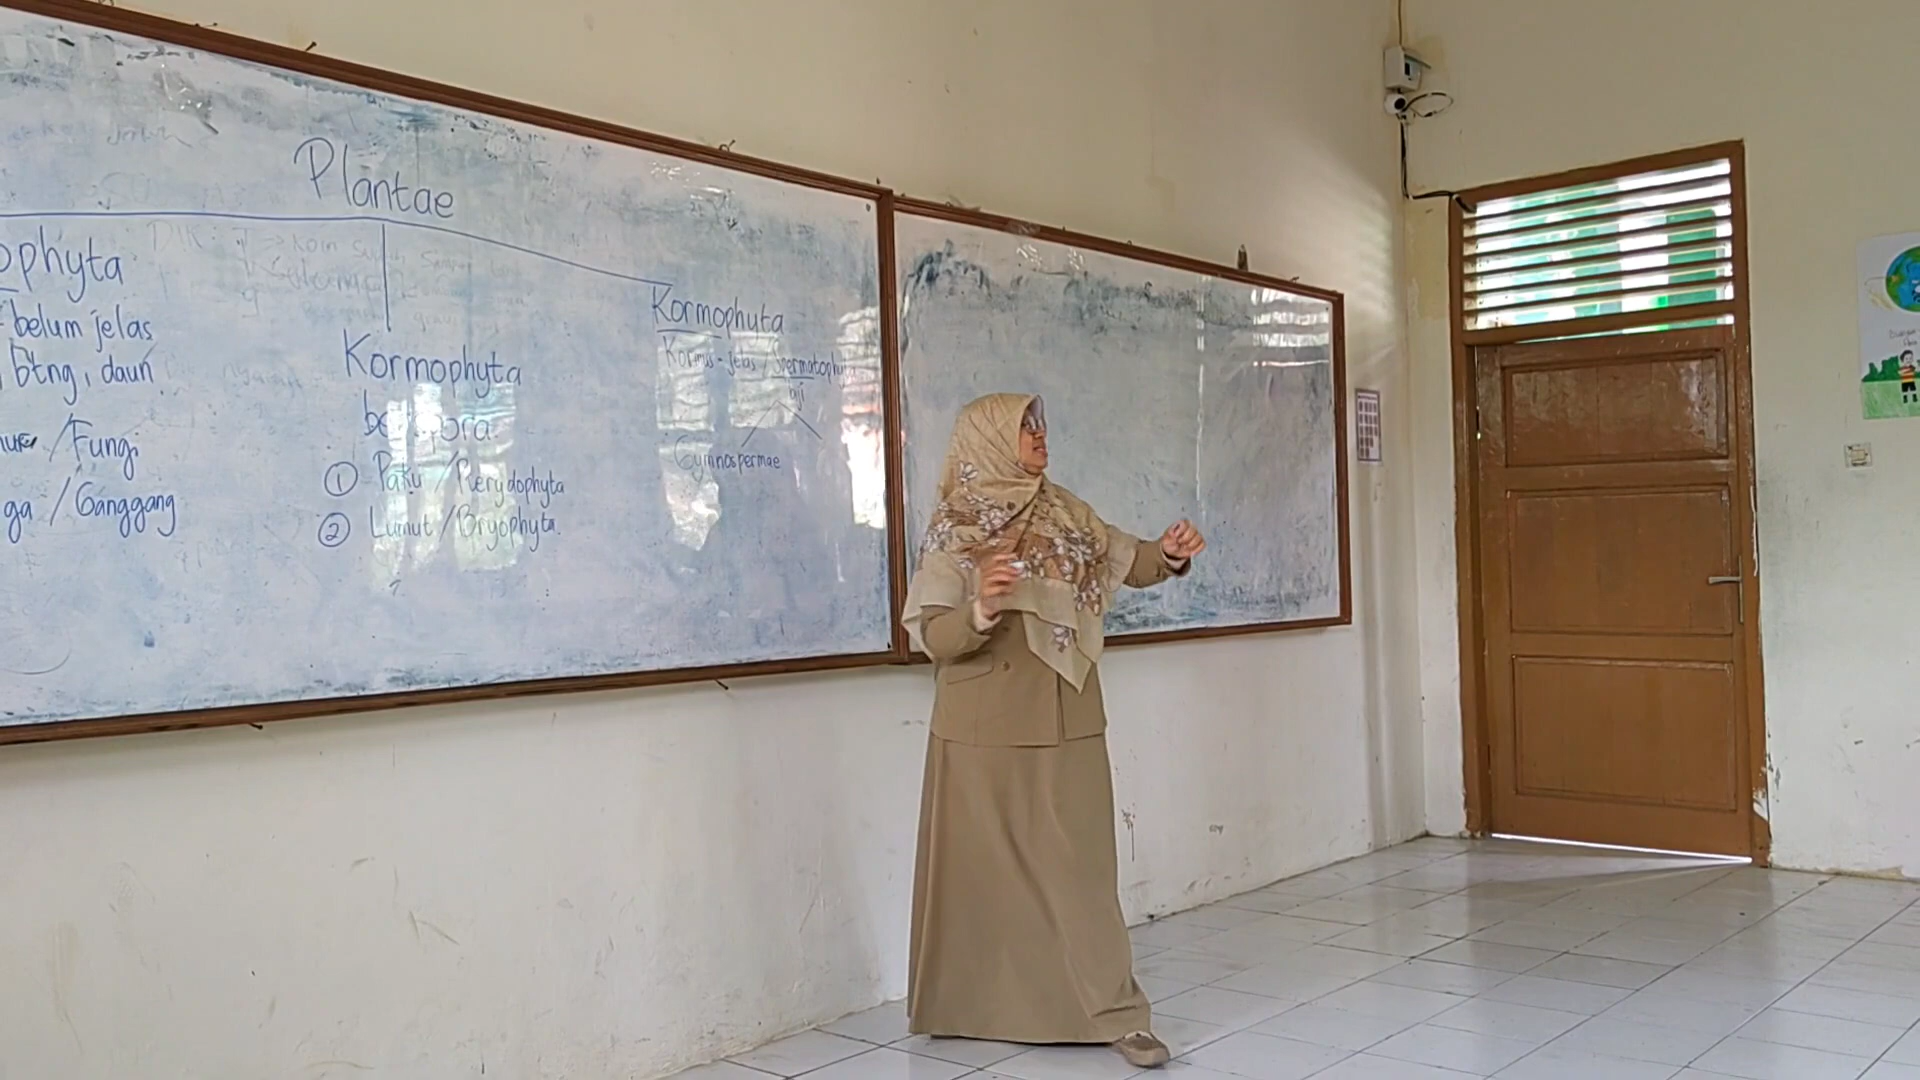 Plantae
ophyta
belum jelas
btng, daun
/Fungi
ga / Ganggang
Kormophyta
① Paku / Pterydophyta
② Lumut / Bryophyta.
Kormophyta
Kormus - jelas / Spermatophyta
biji
Gymnospermae